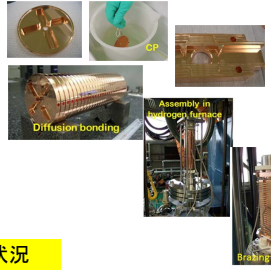 CP
Diffusion bonding
Assembly in
hydrogen furnace
状況
Brazing